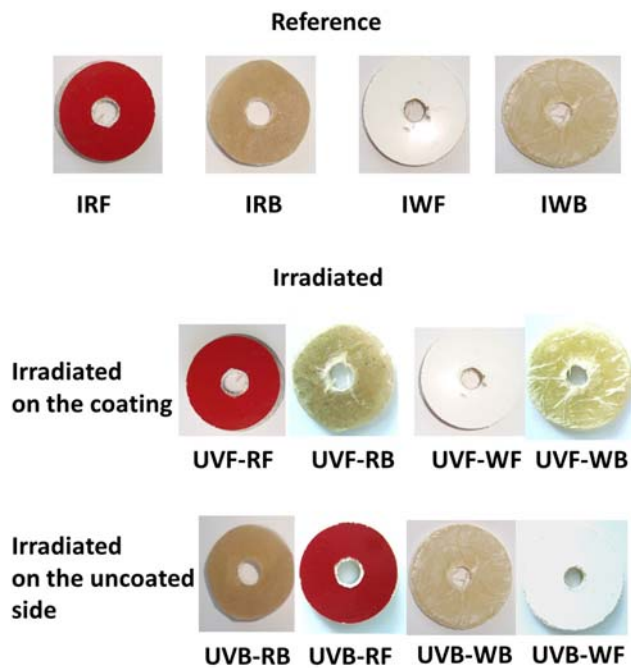 Reference
IRF IRB IWF IWB
Irradiated
Irradiated
on the coating
UVF-RF UVF-RB UVF-WF UVF-WB
Irradiated
on the uncoated
side
UVB-RB UVB-RF UVB-WB UVB-WF